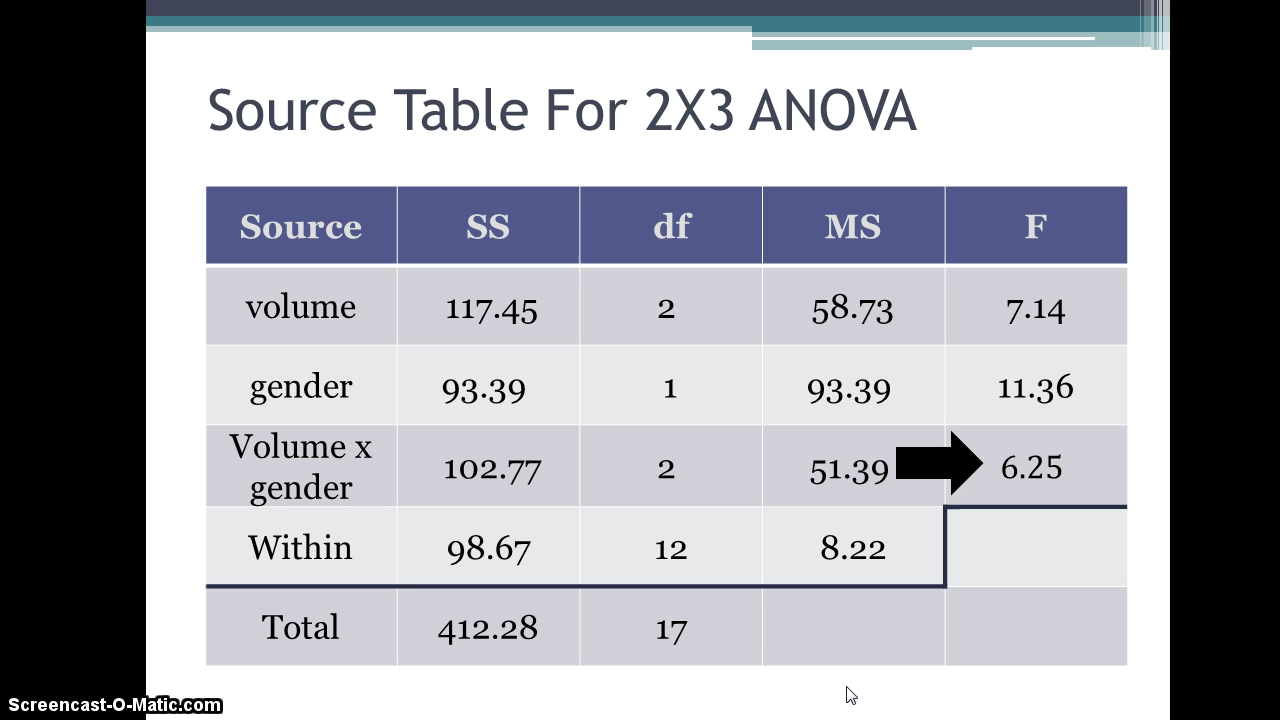 Source Table For 2X3 ANOVA
Source SS df MS F
volume 117.45 2 58.73 7.14
gender 93.39 1 93.39 11.36
Volume x
gender 102.77 2 51.39 6.25
Within 98.67 12 8.22
Total 412.28 17
Screencast-O-Matic.com